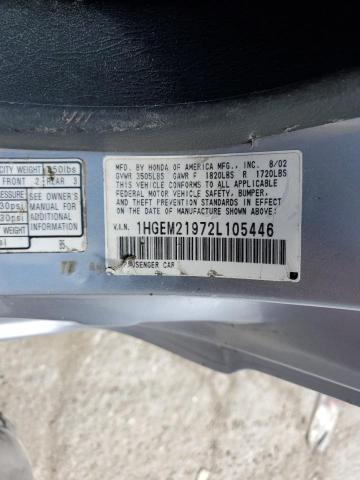 CITY WEIGHT 850lbs
FRONT 2 REAR 3
PRESSURE SEE OWNER'S
30psi MANUAL FOR
30psi ADDITIONAL
INFORMATION
MFD. BY HONDA OF AMERICA MFG., INC. 8/02
GVWR 3505LBS GAWR F 1820LBS R 1720LBS
THIS VEHICLE CONFORMS TO ALL APPLICABLE
FEDERAL MOTOR VEHICLE SAFETY, BUMPER,
AND THEFT PREVENTION STANDARDS IN EFFECT
ON THE DATE OF MANUFACTURE SHOWN ABOVE.
V.I.N. 1HGEM21972L105446
PASSENGER CAR